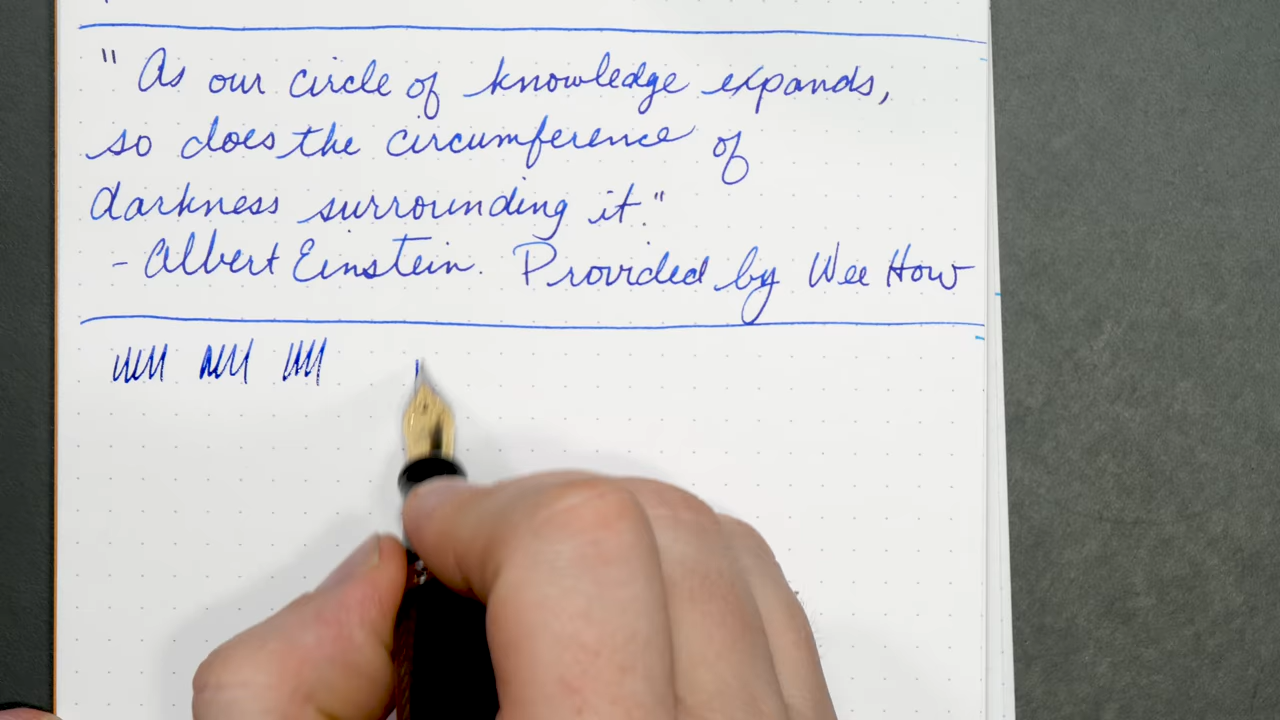 " As our circle of knowledge expands,
so does the circumference of
darkness surrounding it."
- Albert Einstein. Provided by Wee How